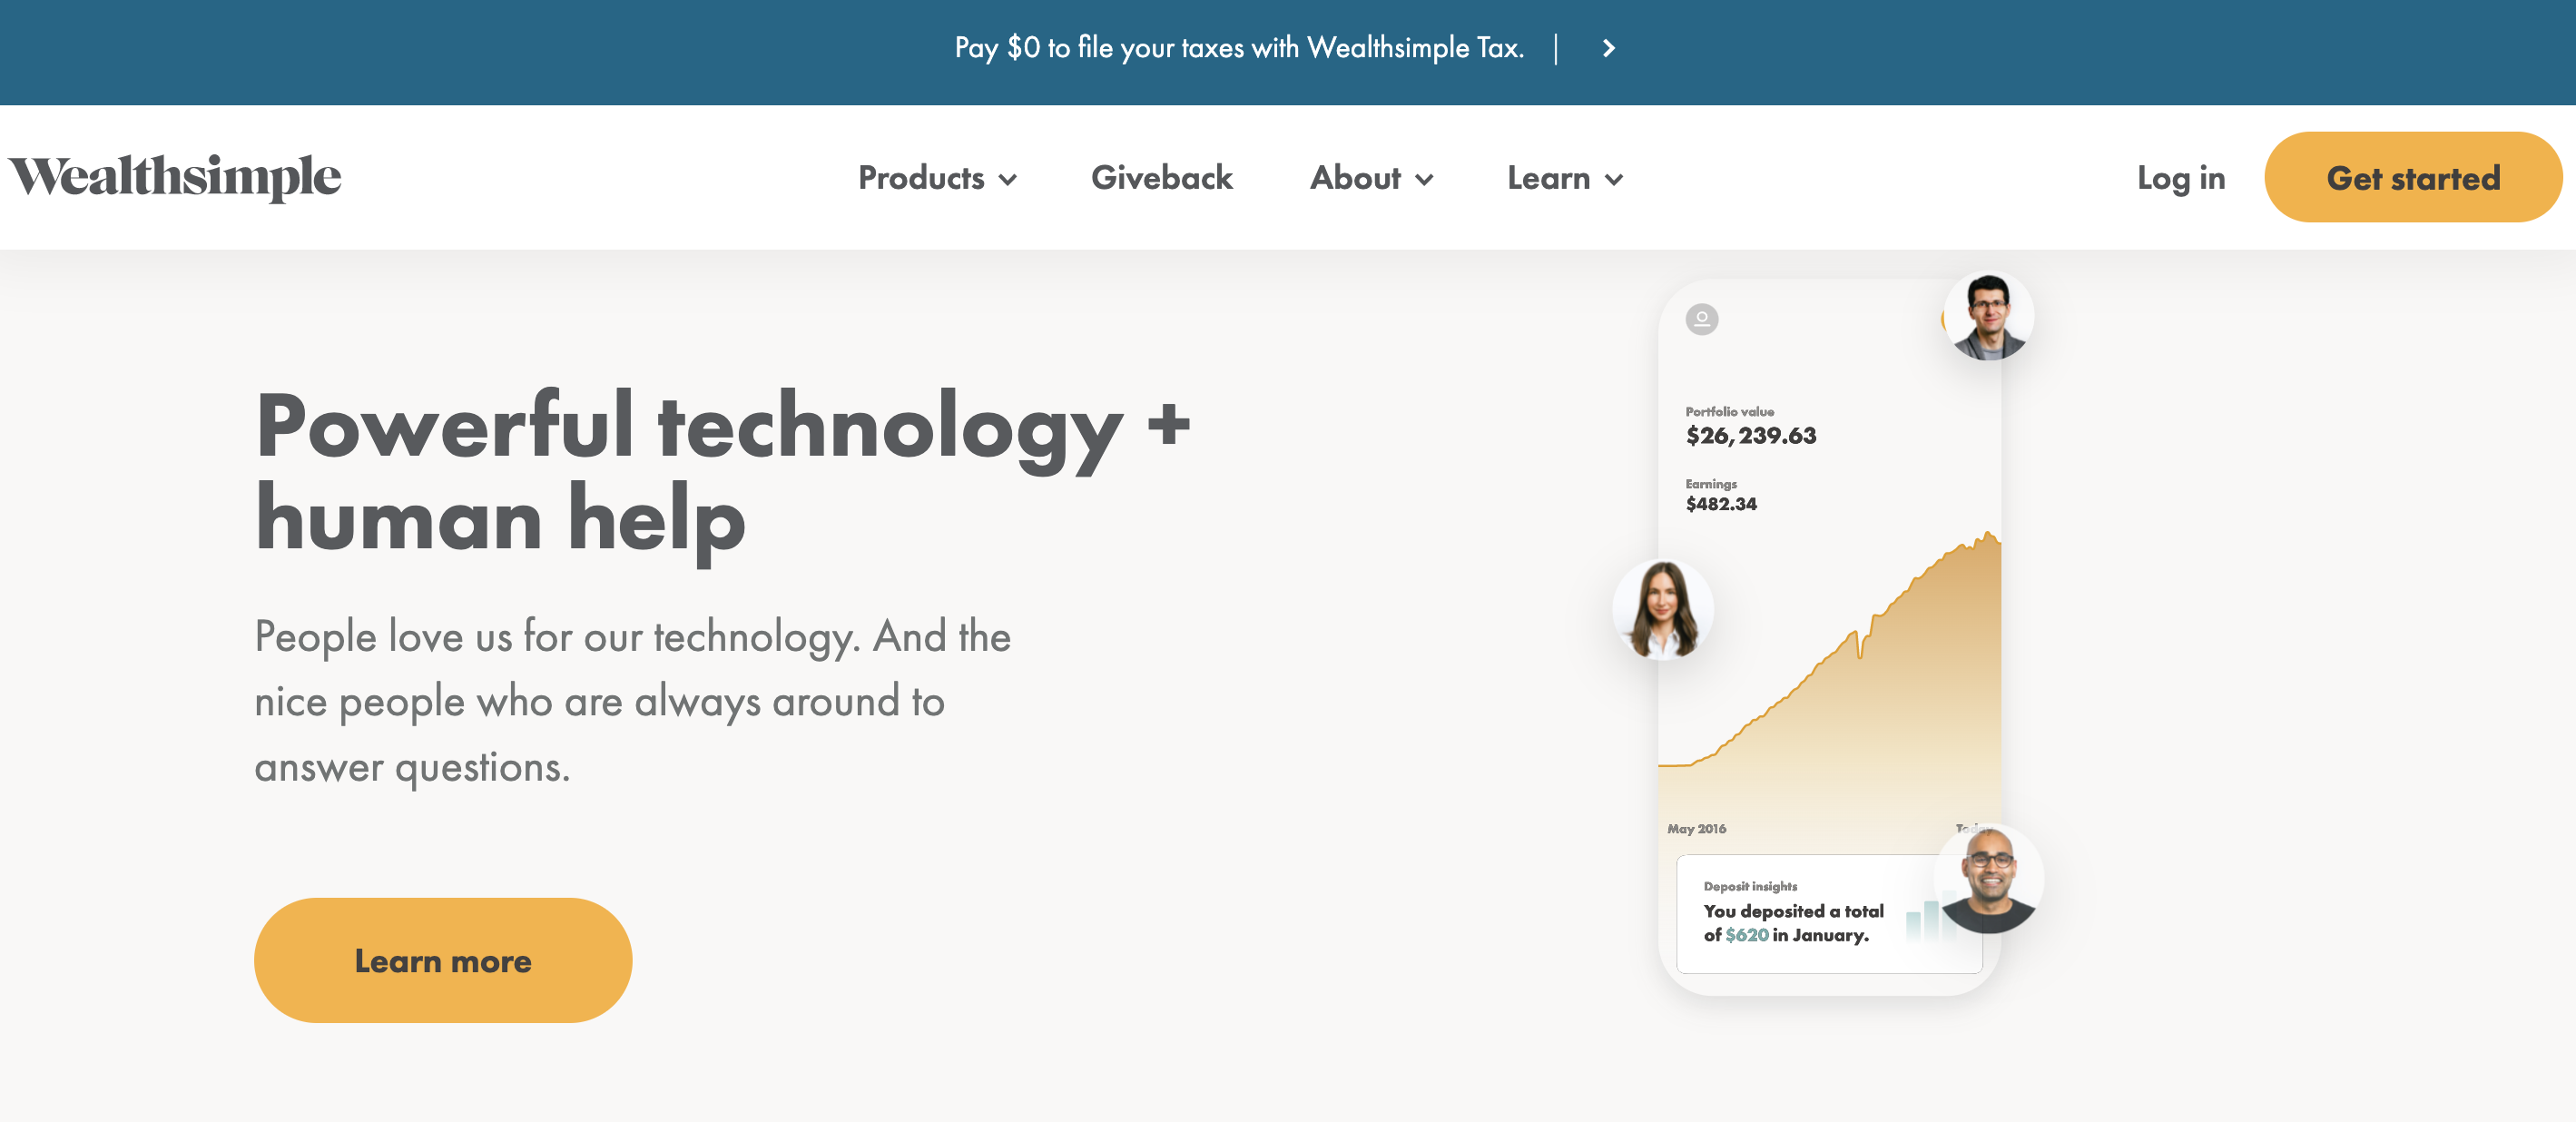 Pay $0 to file your taxes with Wealthsimple Tax. |
Wealthsimple
Products
Giveback
About
Learn
Log in
Get started
Powerful technology +
human help
People love us for our technology. And the
nice people who are always around to
answer questions.
Learn more
Portfolio value
$26,239.63
Earnings
$482.34
May 2016
Today
Deposit insights
You deposited a total
of $620 in January.